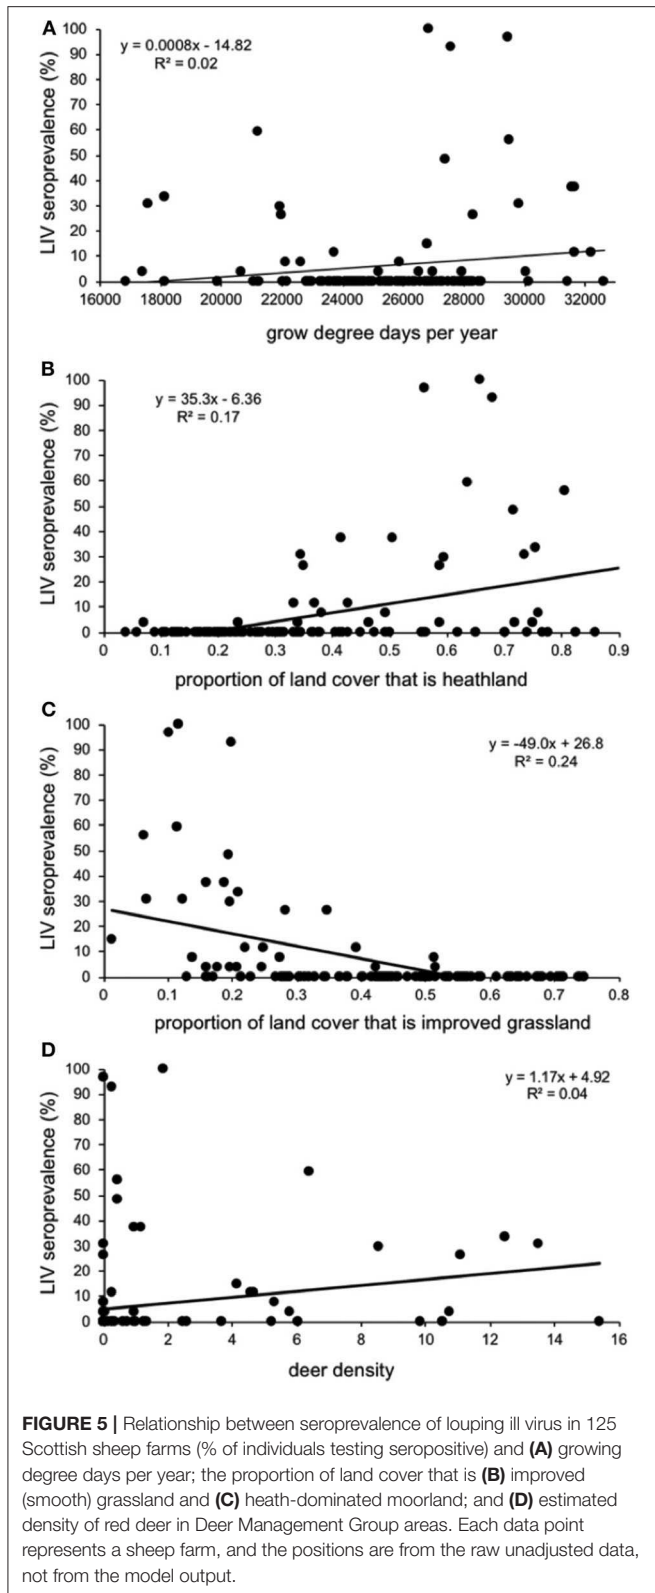 A
y = 0.0008x - 14.82
R² = 0.02
LIV seroprevalence (%)
100
90
80
70
60
50
40
30
20
10
0
16000 18000 20000 22000 24000 26000 28000 30000 32000
grow degree days per year
B
y = 35.3x - 6.36
R² = 0.17
LIV seroprevalence (%)
100
90
80
70
60
50
40
30
20
10
0
0 0.1 0.2 0.3 0.4 0.5 0.6 0.7 0.8 0.9
proportion of land cover that is heathland
C
y = -49.0x + 26.8
R² = 0.24
LIV seroprevalence (%)
100
90
80
70
60
50
40
30
20
10
0
0 0.1 0.2 0.3 0.4 0.5 0.6 0.7 0.8
proportion of land cover that is improved grassland
D
y = 1.17x + 4.92
R² = 0.04
LIV seroprevalence (%)
100
90
80
70
60
50
40
30
20
10
0
0 2 4 6 8 10 12 14 16
deer density
FIGURE 5 | Relationship between seroprevalence of louping ill virus in 125
Scottish sheep farms (% of individuals testing seropositive) and (A) growing
degree days per year; the proportion of land cover that is (B) improved
(smooth) grassland and (C) heath-dominated moorland; and (D) estimated
density of red deer in Deer Management Group areas. Each data point
represents a sheep farm, and the positions are from the raw unadjusted data,
not from the model output.